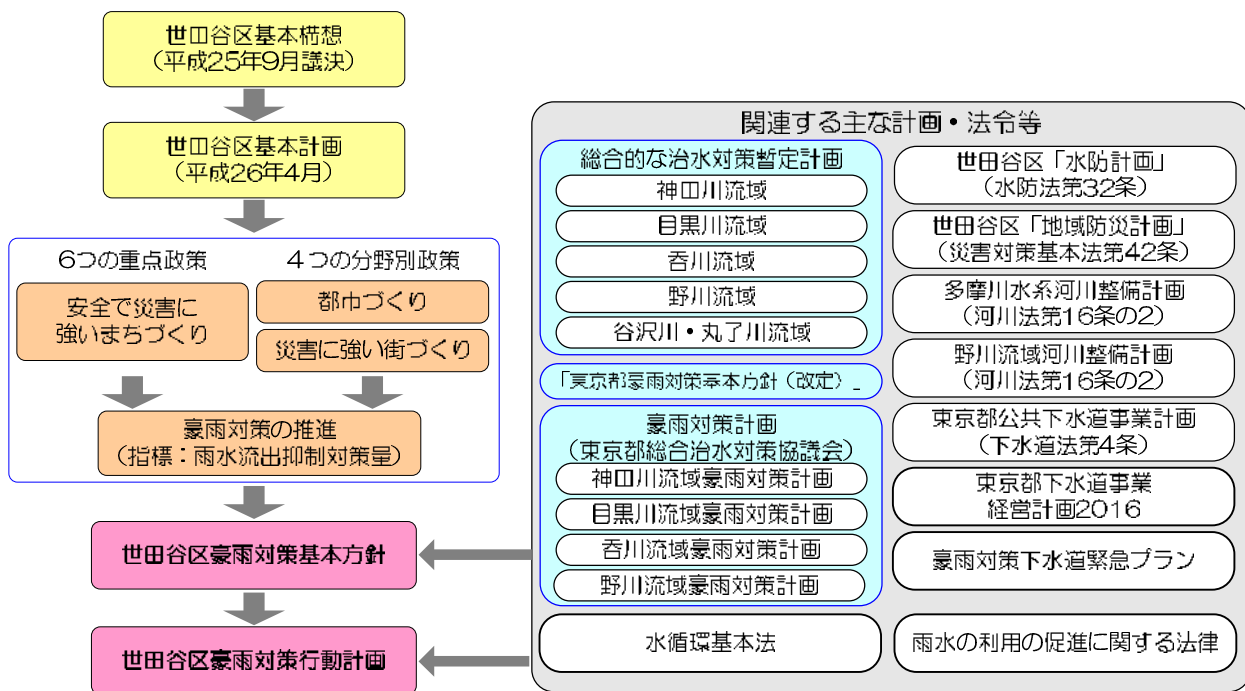 世田谷区基本構想
（平成25年9月議決）
世田谷区基本計画
（平成26年4月）
6つの重点政策
安全で災害に
強いまちづくり
４つの分野別政策
都市づくり
災害に強い街づくり
豪雨対策の推進
（指標：雨水流出抑制対策量）
世田谷区豪雨対策基本方針
世田谷区豪雨対策行動計画
関連する主な計画・法令等
総合的な治水対策暫定計画
神田川流域
目黒川流域
呑川流域
野川流域
谷沢川・丸子川流域
「東京都豪雨対策基本方針（改定）」
豪雨対策計画
（東京都総合治水対策協議会）
神田川流域豪雨対策計画
目黒川流域豪雨対策計画
呑川流域豪雨対策計画
野川流域豪雨対策計画
水循環基本法
世田谷区「水防計画」
（水防法第32条）
世田谷区「地域防災計画」
（災害対策基本法第42条）
多摩川水系河川整備計画
（河川法第16条の2）
野川流域河川整備計画
（河川法第16条の2）
東京都公共下水道事業計画
（下水道法第4条）
東京都下水道事業
経営計画2016
豪雨対策下水道緊急プラン
雨水の利用の促進に関する法律